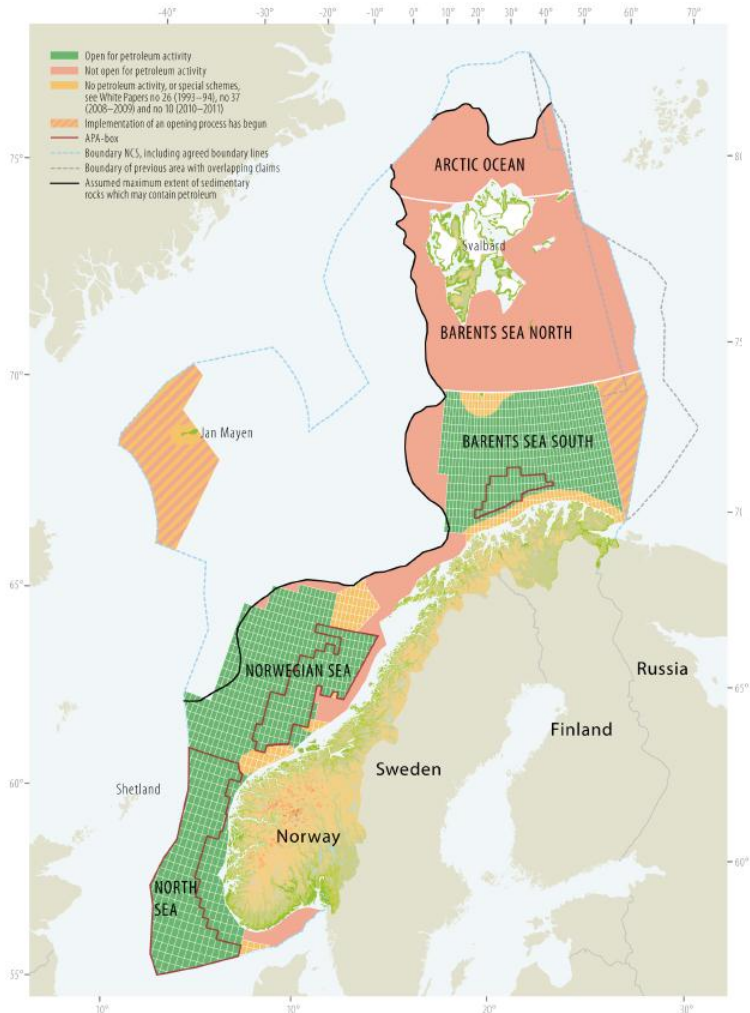 -40° -30° -20° -10° 0° 10° 20° 30° 40° 50° 60° 70°
Open for petroleum activity
Not open for petroleum activity
No petroleum activity, or special schemes,
see White Papers no 26 (1993–94), no 37
(2008–2009) and no 10 (2010–2011)
Implementation of an opening process has begun
APA-box
Boundary NCS, including agreed boundary lines
Boundary of previous area with overlapping claims
Assumed maximum extent of sedimentary
rocks which may contain petroleum
75°
80
ARCTIC OCEAN
Svalbard
BARENTS SEA NORTH
75
70°
Jan Mayen
BARENTS SEA SOUTH
70
65°
NORWEGIAN SEA
Russia
65°
Finland
Sweden
60°
Shetland
Norway
60°
NORTH
SEA
55°
10° 20° 30°